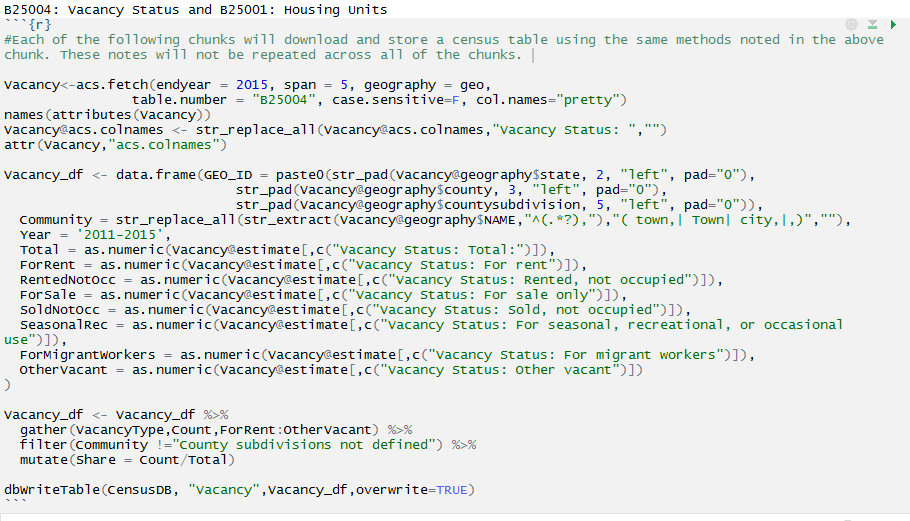 B25004: Vacancy Status and B25001: Housing Units
```{r}
#Each of the following chunks will download and store a census table using the same methods noted in the above
chunk. These notes will not be repeated across all of the chunks.
Vacancy<-acs.fetch(endyear = 2015, span = 5, geography = geo,
table.number = "B25004", case.sensitive=F, col.names="pretty")
names(attributes(Vacancy))
Vacancy@acs.colnames <- str_replace_all(Vacancy@acs.colnames,"Vacancy Status: ","")
attr(Vacancy,"acs.colnames")
Vacancy_df <- data.frame(GEO_ID = paste0(str_pad(Vacancy@geography$state, 2, "left", pad="0"),
str_pad(Vacancy@geography$county, 3, "left", pad="0"),
str_pad(Vacancy@geography$countysubdivision, 5, "left", pad="0")),
Community = str_replace_all(str_extract(Vacancy@geography$NAME,"^(.*?),"),"( town,| Town| city,|,)",""),
Year = '2011-2015',
Total = as.numeric(Vacancy@estimate[,c("Vacancy Status: Total:")]),
ForRent = as.numeric(Vacancy@estimate[,c("Vacancy Status: For rent")]),
RentedNotOcc = as.numeric(Vacancy@estimate[,c("Vacancy Status: Rented, not occupied")]),
ForSale = as.numeric(Vacancy@estimate[,c("Vacancy Status: For sale only")]),
SoldNotOcc = as.numeric(Vacancy@estimate[,c("Vacancy Status: Sold, not occupied")]),
SeasonalRec = as.numeric(Vacancy@estimate[,c("Vacancy Status: For seasonal, recreational, or occasional
use")]),
ForMigrantWorkers = as.numeric(Vacancy@estimate[,c("Vacancy Status: For migrant workers")]),
OtherVacant = as.numeric(Vacancy@estimate[,c("Vacancy Status: Other vacant")])
)
Vacancy_df <- Vacancy_df %>%
gather(VacancyType,Count,ForRent:OtherVacant) %>%
filter(Community !="County subdivisions not defined") %>%
mutate(Share = Count/Total)
dbWriteTable(CensusDB, "Vacancy",Vacancy_df,overwrite=TRUE)
```